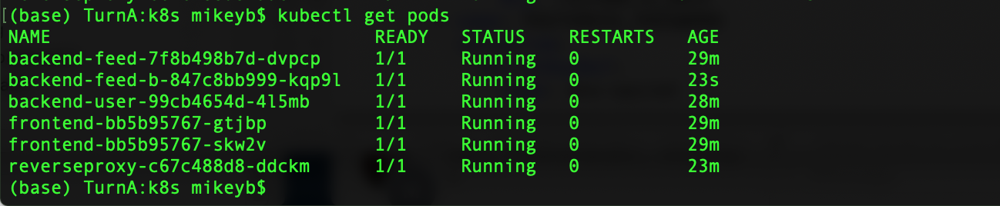 [(base) TurnA:k8s mikeyb$ kubectl get pods
NAME READY STATUS RESTARTS AGE
backend-feed-7f8b498b7d-dvpcp 1/1 Running 0 29m
backend-feed-b-847c8bb999-kqp9l 1/1 Running 0 23s
backend-user-99cb4654d-4l5mb 1/1 Running 0 28m
frontend-bb5b95767-gtjbp 1/1 Running 0 29m
frontend-bb5b95767-skw2v 1/1 Running 0 29m
reverseproxy-c67c488d8-ddckm 1/1 Running 0 23m
(base) TurnA:k8s mikeyb$